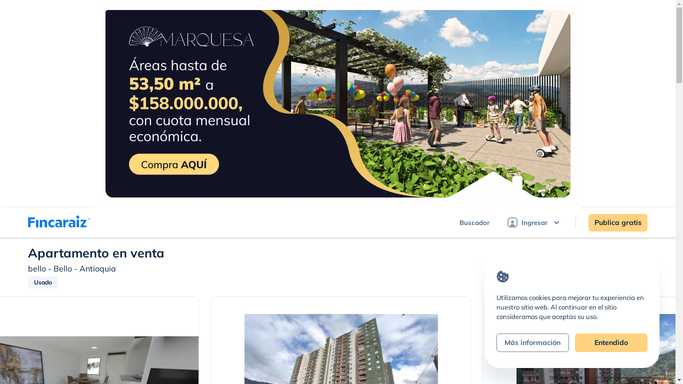 MARQUESA
Áreas hasta de
53,50 m² a
$158.000.000,
con cuota mensual
económica.
Compra AQUÍ
Fincaraiz
Buscador
Ingresar
Publica gratis
Apartamento en venta
bello - Bello - Antioquia
Usado
Utilizamos cookies para mejorar tu experiencia en
nuestro sitio web. Al continuar en el sitio
consideramos que aceptas su uso.
Más información
Entendido